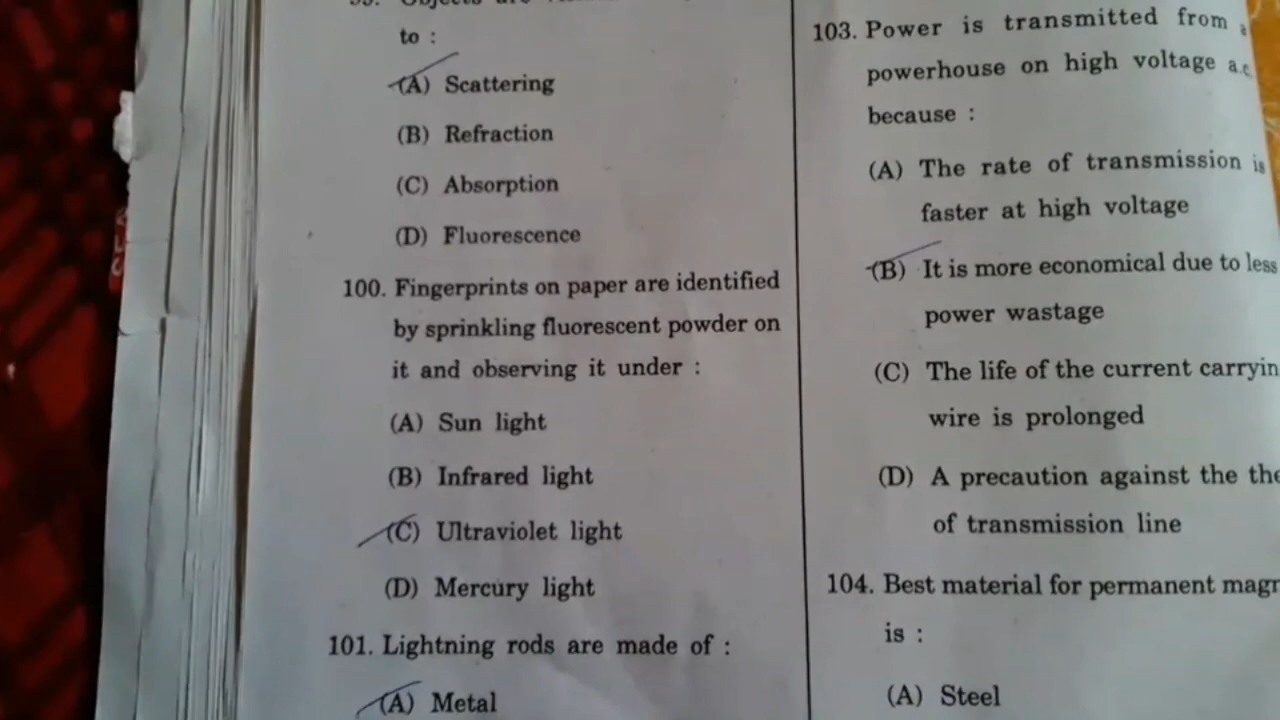 to :
(A) Scattering
(B) Refraction
(C) Absorption
(D) Fluorescence
100. Fingerprints on paper are identified
by sprinkling fluorescent powder on
it and observing it under :
(A) Sun light
(B) Infrared light
(C) Ultraviolet light
(D) Mercury light
101. Lightning rods are made of :
(A) Metal
103. Power is transmitted from a
powerhouse on high voltage a.c.
because :
(A) The rate of transmission is
faster at high voltage
(B) It is more economical due to less
power wastage
(C) The life of the current carryin
wire is prolonged
(D) A precaution against the the
of transmission line
104. Best material for permanent magn
is :
(A) Steel